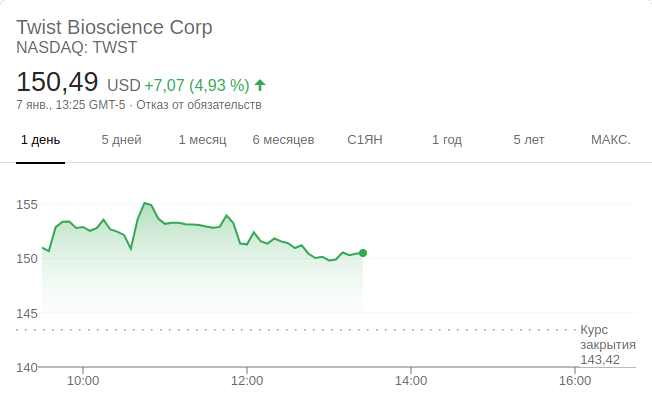 Twist Bioscience Corp
NASDAQ: TWST
150,49 USD +7,07 (4,93 %)
7 янв., 13:25 GMT-5 · Отказ от обязательств
1 день 5 дней 1 месяц 6 месяцев С1ЯН 1 год 5 лет МАКС.
155
150
145
Курс
закрытия
143,42
140
10:00 12:00 14:00 16:00